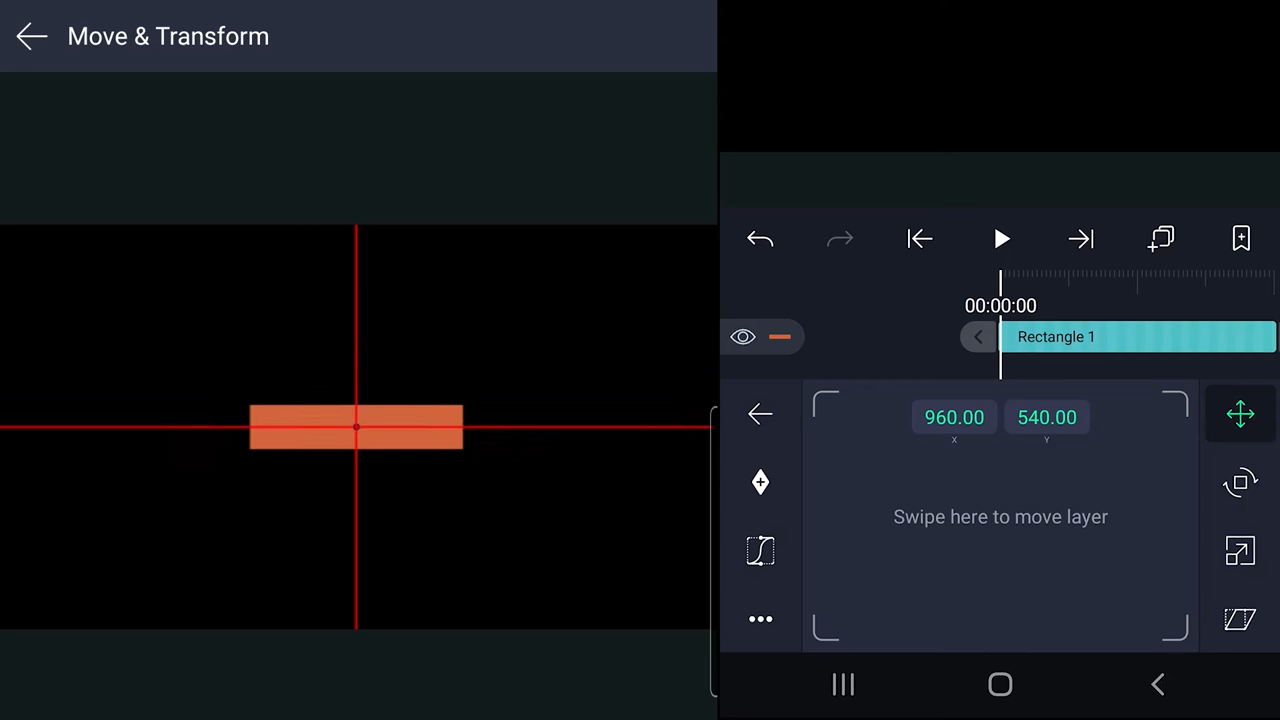 Move & Transform
00:00:00
Rectangle 1
960.00 540.00
X Y
Swipe here to move layer